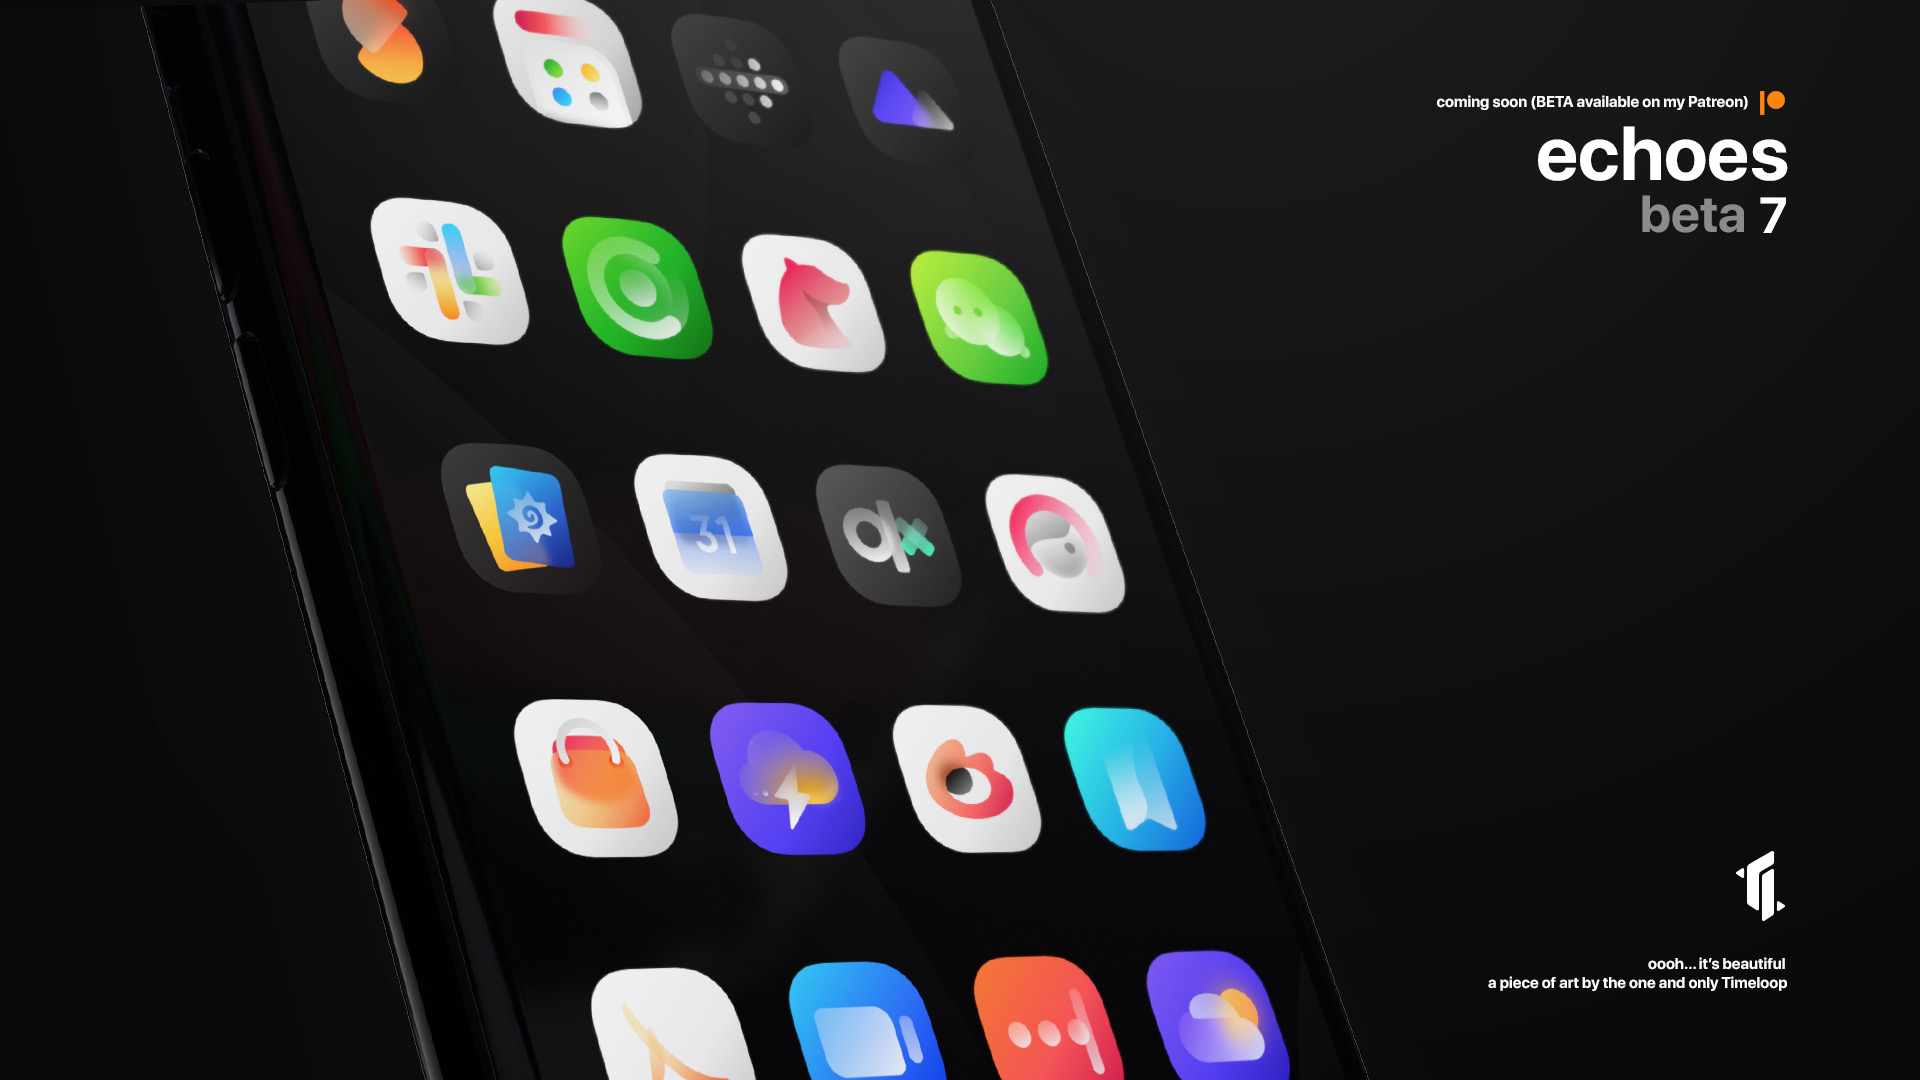 coming soon (BETA available on my Patreon)
echoes
beta 7
31
oooh... it's beautiful
a piece of art by the one and only Timeloop